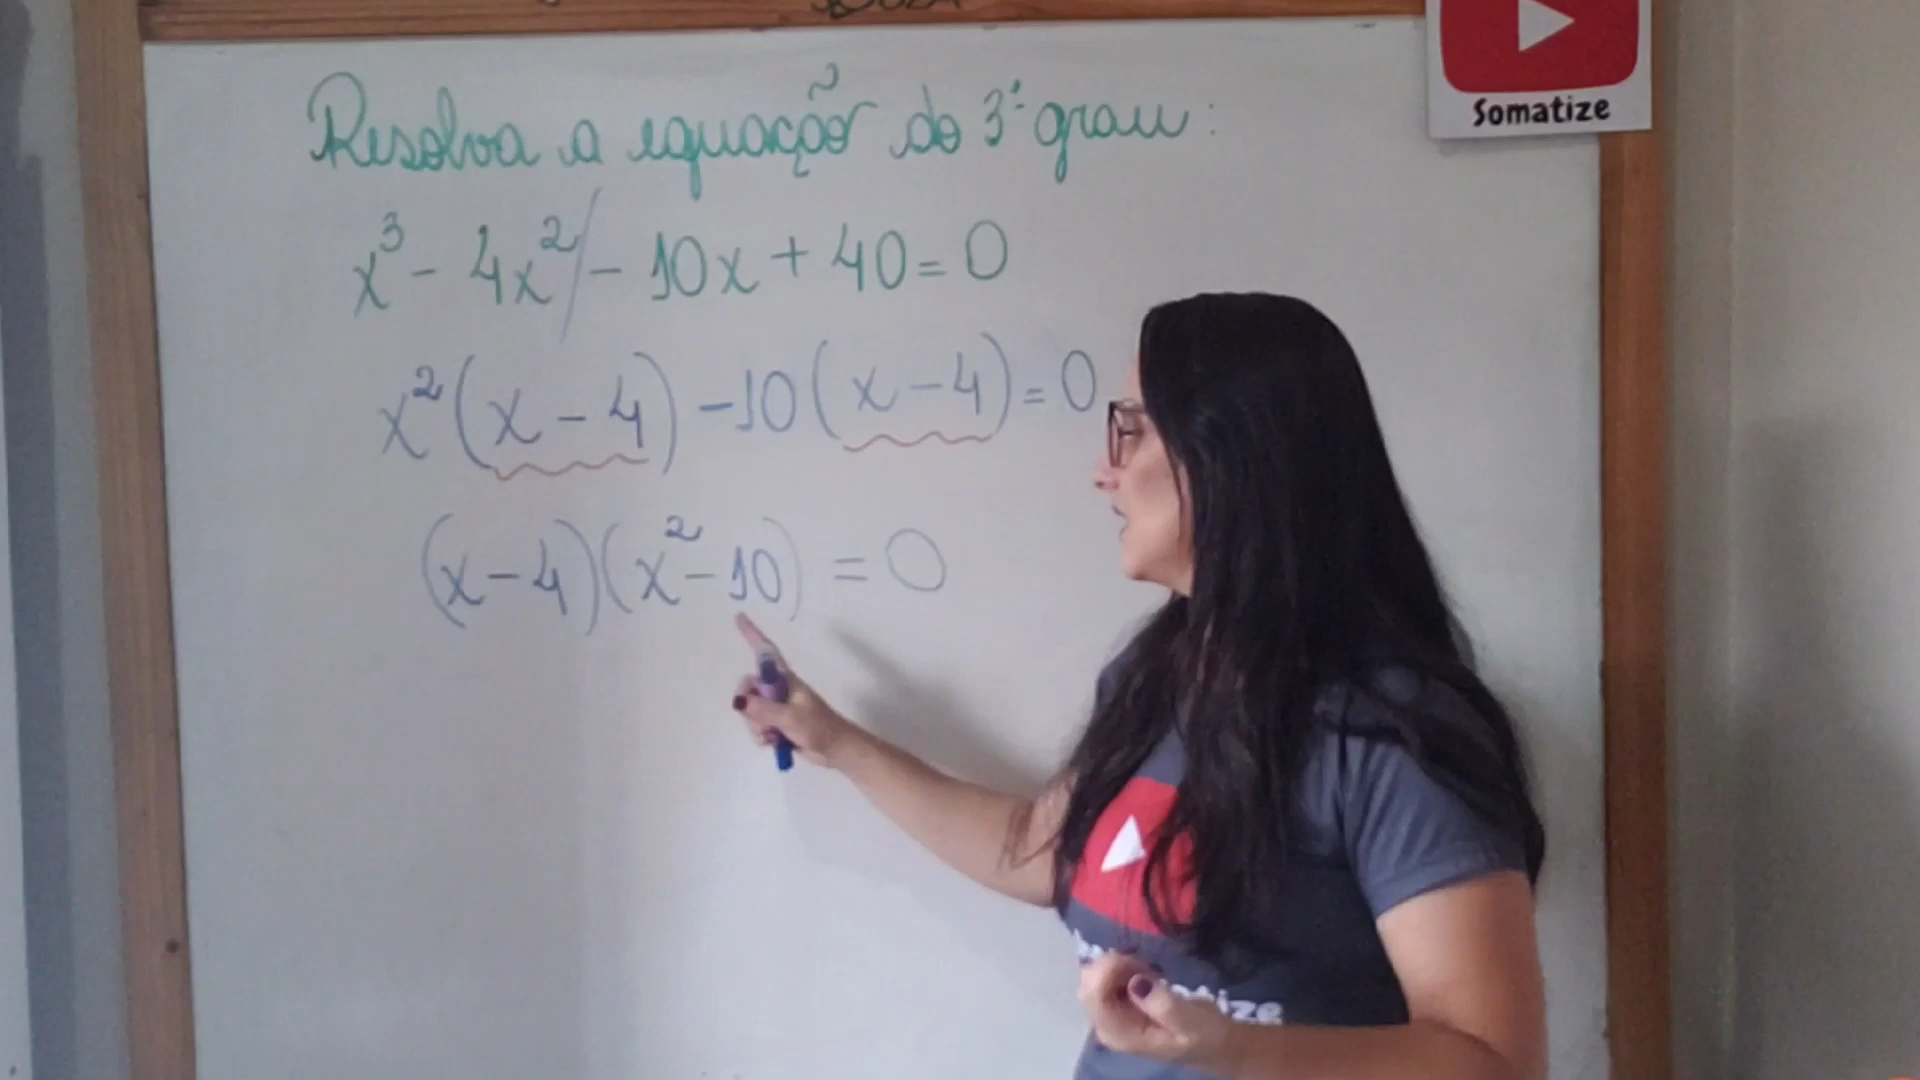 Somatize
Resolva a equação do 3º grau:
x³ - 4x² / - 10x + 40 = 0
x² (x - 4) - 10 (x - 4) = 0
(x - 4)(x² - 10) = 0